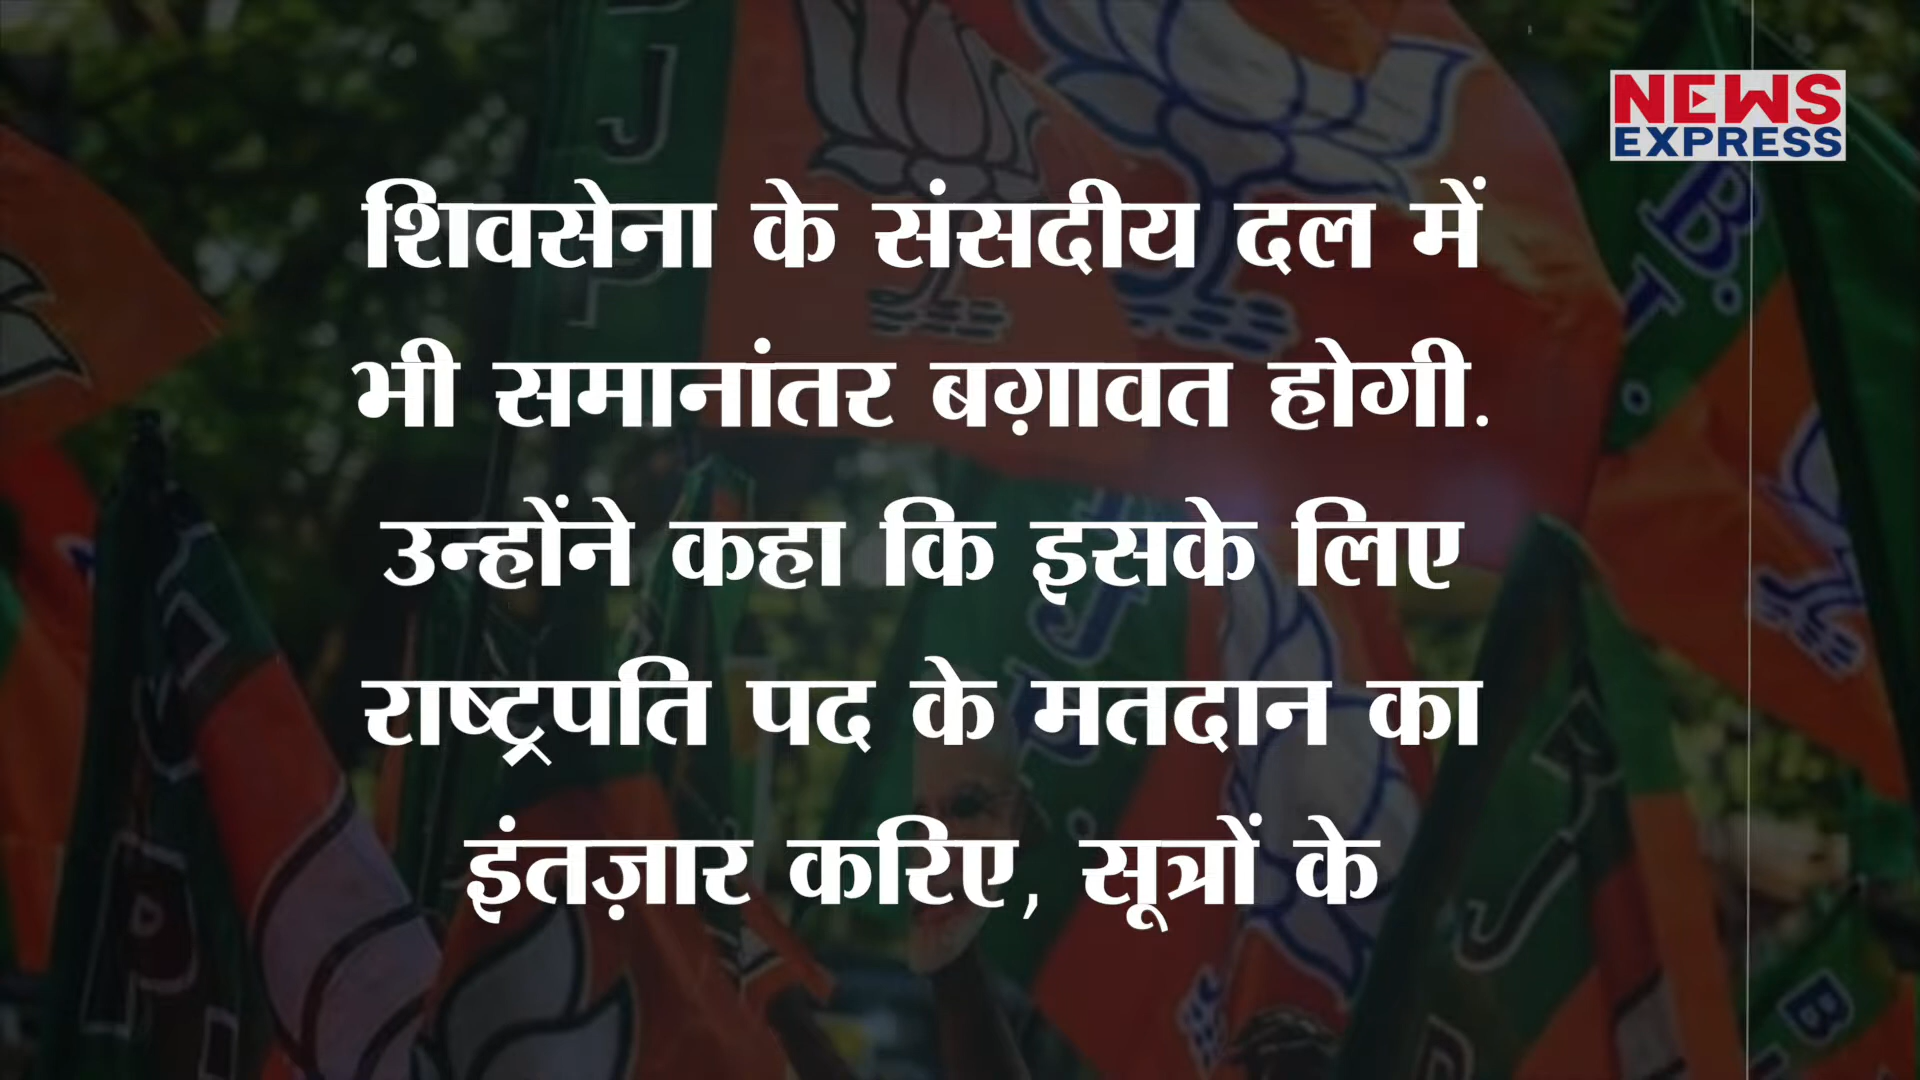 NEWS
EXPRESS
शिवसेना के संसदीय दल में
भी समानांतर बग़ावत होगी.
उन्होंने कहा कि इसके लिए
राष्ट्रपति पद के मतदान का
इंतज़ार करिए, सूत्रों के